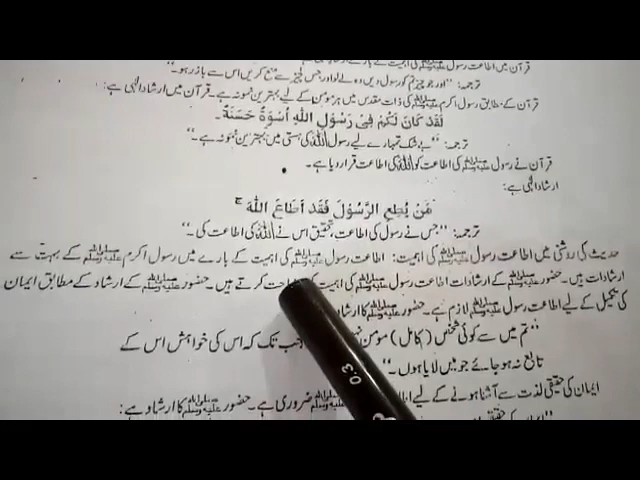 قرآن میں اطاعت رسول ﷺ کی اہمیت کے بارے
ترجمہ: "اور جو چیز تم کو رسول دیں وہ لے لو اور جس چیز سے منع کریں اس سے باز رہو۔"
قرآن کے مطابق رسول اکرم ﷺ کی ذات مقدس میں ہر مومن کے لیے بہترین نمونہ ہے۔ قرآن میں ارشاد الٰہی ہے:
لَقَدْ كَانَ لَكُمْ فِىْ رَسُوْلِ اللّٰهِ اُسْوَةٌ حَسَنَةٌ۔
ترجمہ: "بے شک تمہارے لیے رسول اللہ کی ہستی میں بہترین نمونہ ہے۔"
قرآن نے رسول ﷺ کی اطاعت کو اللہ کی اطاعت قرار دیا ہے۔
ارشاد الٰہی ہے:
مَنْ يُطِعِ الرَّسُوْلَ فَقَدْ اَطَاعَ اللّٰهَ ۚ
ترجمہ: "جس نے رسول کی اطاعت کی، تحقیق اس نے اللہ کی اطاعت کی۔"
حدیث کی روشنی میں اطاعت رسول ﷺ کی اہمیت: اطاعت رسول ﷺ کی اہمیت کے بارے میں رسول اکرم ﷺ کے بہت سے
ارشادات ہیں۔ حضور ﷺ کے ارشادات اطاعت رسول ﷺ کی اہمیت کی کرتے ہیں۔ حضور ﷺ کے ارشاد کے مطابق ایمان
کی تکمیل کے لیے اطاعت رسول ﷺ لازم ہے۔ حضور ﷺ کا ارشاد
"تم میں سے کوئی شخص (کامل) مومن جب تک کہ اس کی خواہش اس کے
تابع نہ ہو جائے جو میں لایا ہوں۔"
ایمان کی حقیقی لذت سے آشنا ہونے کے لیے ﷺ ضروری ہے۔ حضور ﷺ کا ارشاد ہے: